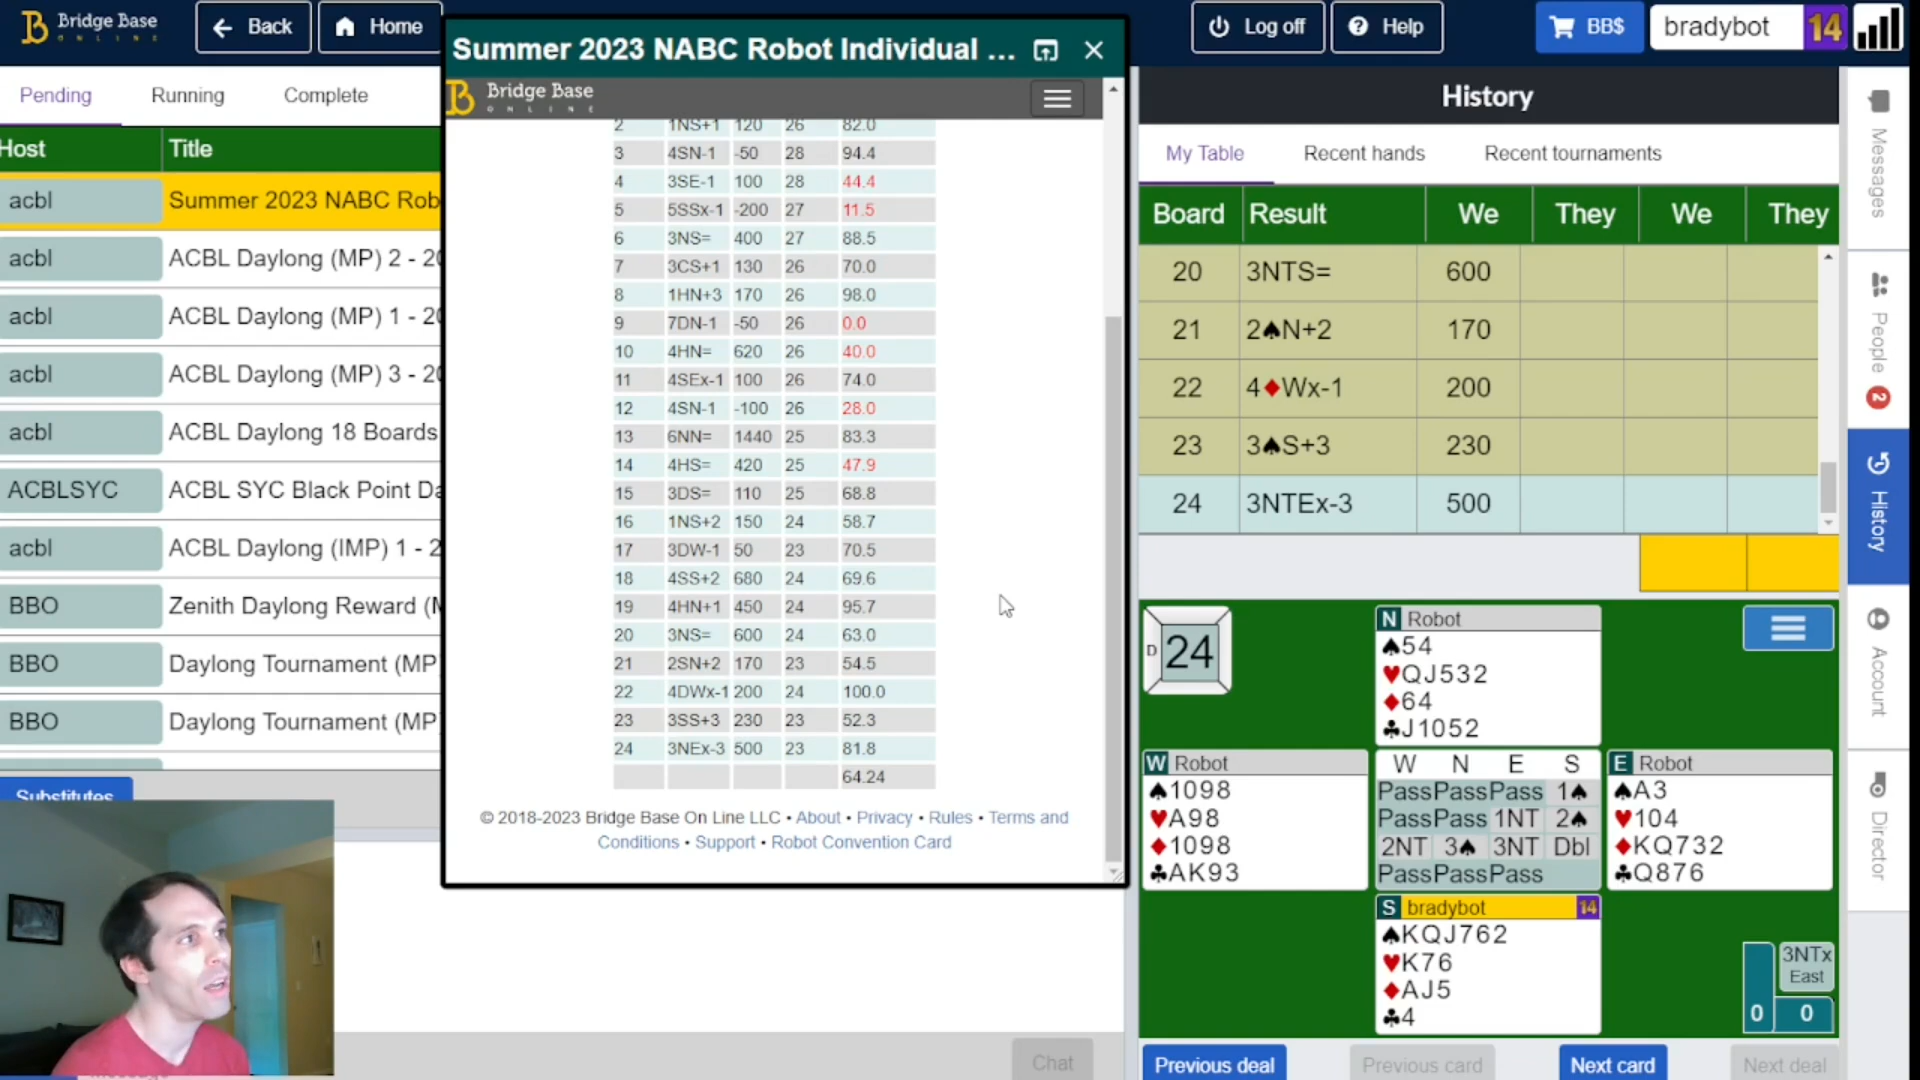 Bridge Base
ONLINE
Back
Home
Log off
Help
BB$
bradybot
14
Pending
Running
Complete
Host
Title
acbl
Summer 2023 NABC Rob
acbl
ACBL Daylong (MP) 2 - 20
acbl
ACBL Daylong (MP) 1 - 20
acbl
ACBL Daylong (MP) 3 - 20
acbl
ACBL Daylong 18 Boards
ACBLSYC
ACBL SYC Black Point Da
acbl
ACBL Daylong (IMP) 1 - 2
BBO
Zenith Daylong Reward (M
BBO
Daylong Tournament (MP
BBO
Daylong Tournament (MP
Substitutes
Summer 2023 NABC Robot Individual ...
Bridge Base
ONLINE
2 1NS+1 120 26 82.0
3 4SN-1 -50 28 94.4
4 3SE-1 100 28 44.4
5 5SSx-1 -200 27 11.5
6 3NS= 400 27 88.5
7 3CS+1 130 26 70.0
8 1HN+3 170 26 98.0
9 7DN-1 -50 26 0.0
10 4HN= 620 26 40.0
11 4SEx-1 100 26 74.0
12 4SN-1 -100 26 28.0
13 6NN= 1440 25 83.3
14 4HS= 420 25 47.9
15 3DS= 110 25 68.8
16 1NS+2 150 24 58.7
17 3DW-1 50 23 70.5
18 4SS+2 680 24 69.6
19 4HN+1 450 24 95.7
20 3NS= 600 24 63.0
21 2SN+2 170 23 54.5
22 4DWx-1 200 24 100.0
23 3SS+3 230 23 52.3
24 3NEx-3 500 23 81.8
64.24
© 2018-2023 Bridge Base On Line LLC • About • Privacy • Rules • Terms and
Conditions • Support • Robot Convention Card
Chat
History
My Table
Recent hands
Recent tournaments
Board Result We They We They
20 3NTS= 600
21 2♠N+2 170
22 4♦Wx-1 200
23 3♠S+3 230
24 3NTEx-3 500
D 24
N Robot
♠54
♥QJ532
♦64
♣J1052
W Robot
♠1098
♥A98
♦1098
♣AK93
W N E S
Pass Pass Pass 1♠
Pass Pass 1NT 2♠
2NT 3♠ 3NT Dbl
Pass Pass Pass
E Robot
♠A3
♥104
♦KQ732
♣Q876
S bradybot 14
♠KQJ762
♥K76
♦AJ5
♣4
3NTx
East
0 0
Previous deal
Previous card
Next card
Next deal
Messages
People
2
History
Account
Director